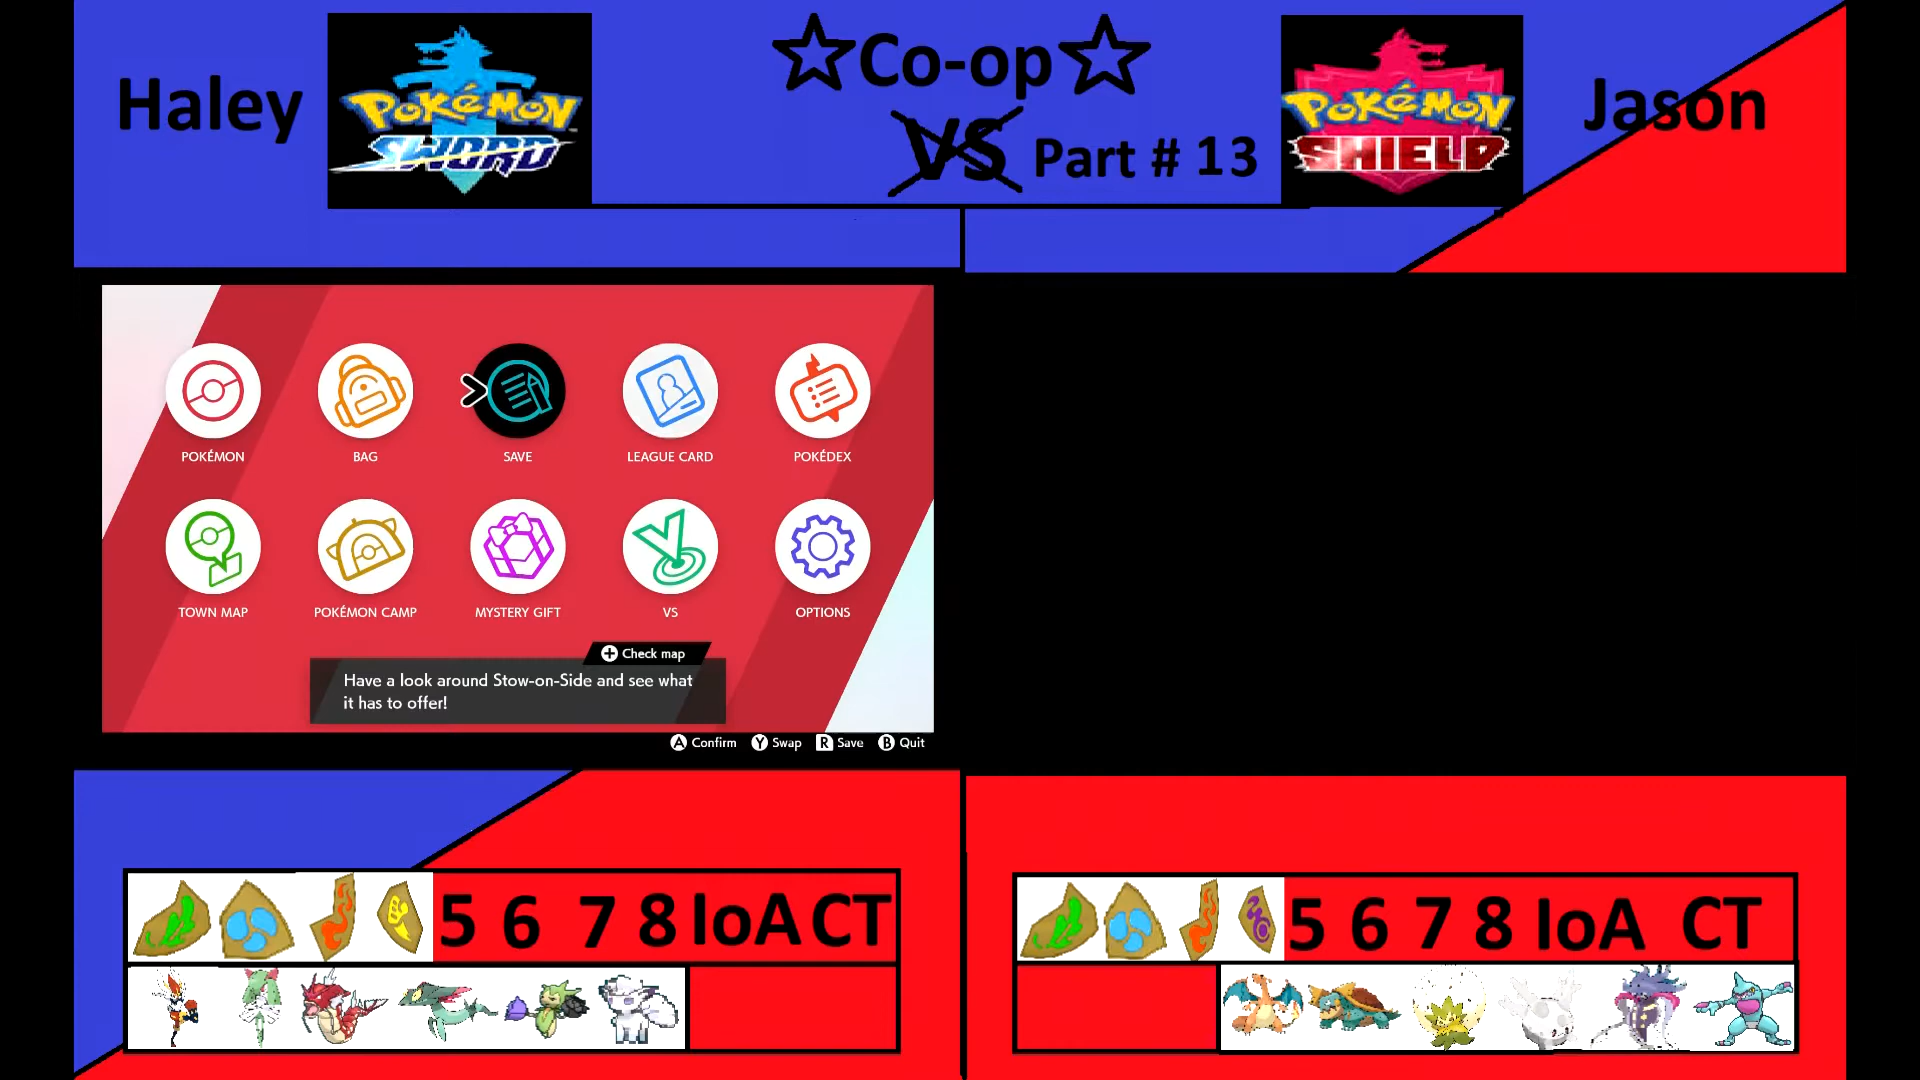 ☆Co-op☆
Haley
POKéMON
SWORD
VS Part # 13
POKéMON
SHIELD
Jason
POKÉMON
BAG
SAVE
LEAGUE CARD
POKÉDEX
TOWN MAP
POKÉMON CAMP
MYSTERY GIFT
VS
OPTIONS
+ Check map
Have a look around Stow-on-Side and see what
it has to offer!
A Confirm Y Swap R Save B Quit
5 6 7 8 IoA CT
5 6 7 8 IoA CT